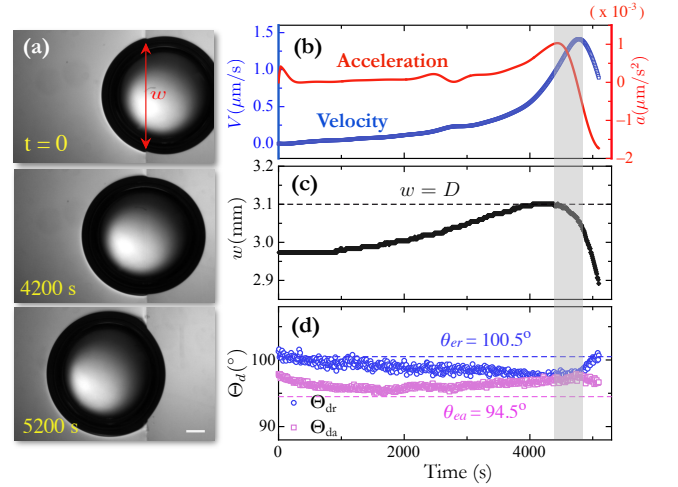 (a)
w
t = 0
4200 s
5200 s
(b)
( x 10⁻³)
Acceleration
Velocity
V(μm/s)
1.5
1.0
0.5
0.0
a(μm/s²)
1
0
−1
−2
(c)
w = D
w(mm)
3.1
3.0
2.9
(d)
θer = 100.5°
θea = 94.5°
Θd(°)
100
90
Θdr
Θda
0
2000
4000
Time (s)